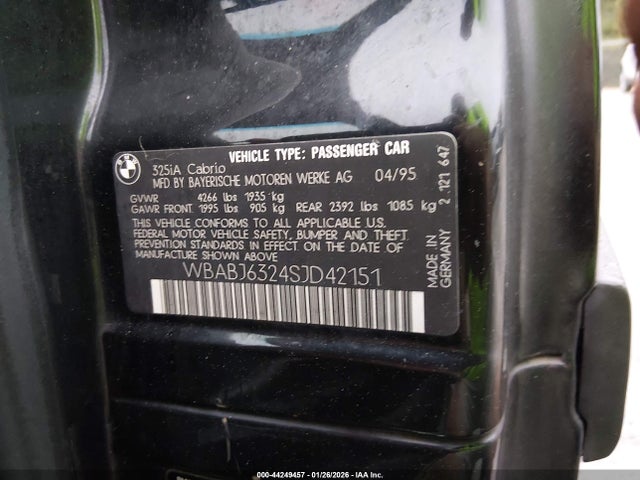 BMW
325iA Cabrio
VEHICLE TYPE: PASSENGER CAR
MFD BY BAYERISCHE MOTOREN WERKE AG 04/95
GVWR 4266 lbs 1935 kg
GAWR FRONT 1995 lbs 905 kg REAR 2392 lbs 1085 kg
THIS VEHICLE CONFORMS TO ALL APPLICABLE U.S.
FEDERAL MOTOR VEHICLE SAFETY, BUMPER AND THEFT
PREVENTION STANDARDS IN EFFECT ON THE DATE OF
MANUFACTURE SHOWN ABOVE.
WBABJ6324SJD42151
MADE IN
GERMANY
2 121 647
000-44249457 | 01/26/2026 - IAA Inc.